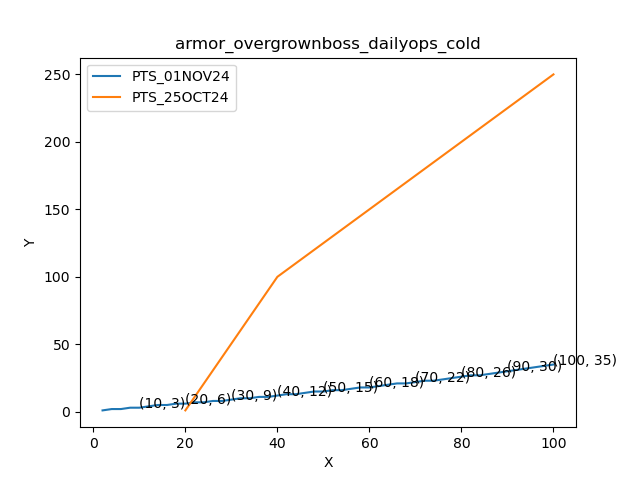 armor_overgrownboss_dailyops_cold
PTS_01NOV24
PTS_25OCT24
250
200
150
100
50
0
Y
(10, 3)
(20, 6)
(30, 9)
(40, 12)
(50, 15)
(60, 18)
(70, 22)
(80, 26)
(90, 30)
(100, 35)
0 20 40 60 80 100
X